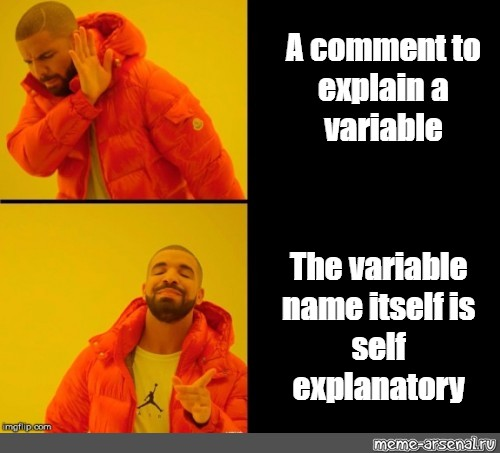 A comment to
explain a
variable
The variable
name itself is
self
explanatory
imgflip.com
meme-arsenal.ru